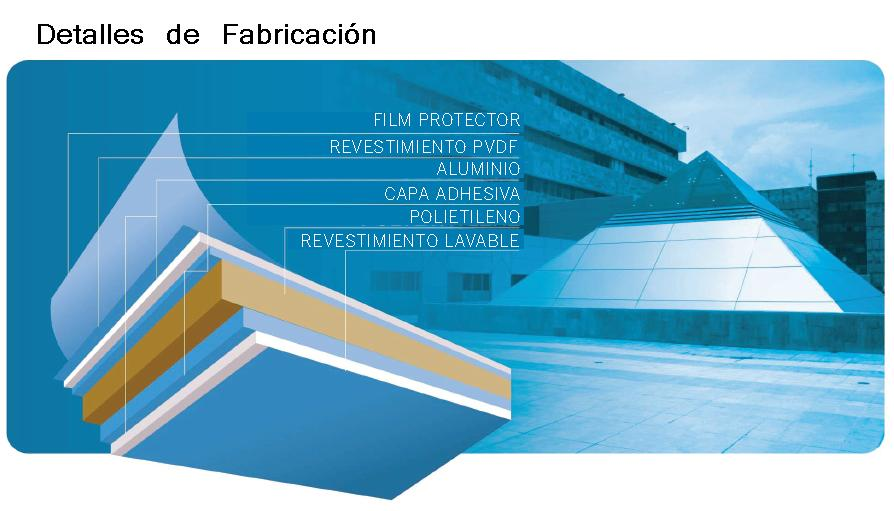 Detalles de Fabricación
FILM PROTECTOR
REVESTIMIENTO PVDF
ALUMINIO
CAPA ADHESIVA
POLIETILENO
REVESTIMIENTO LAVABLE